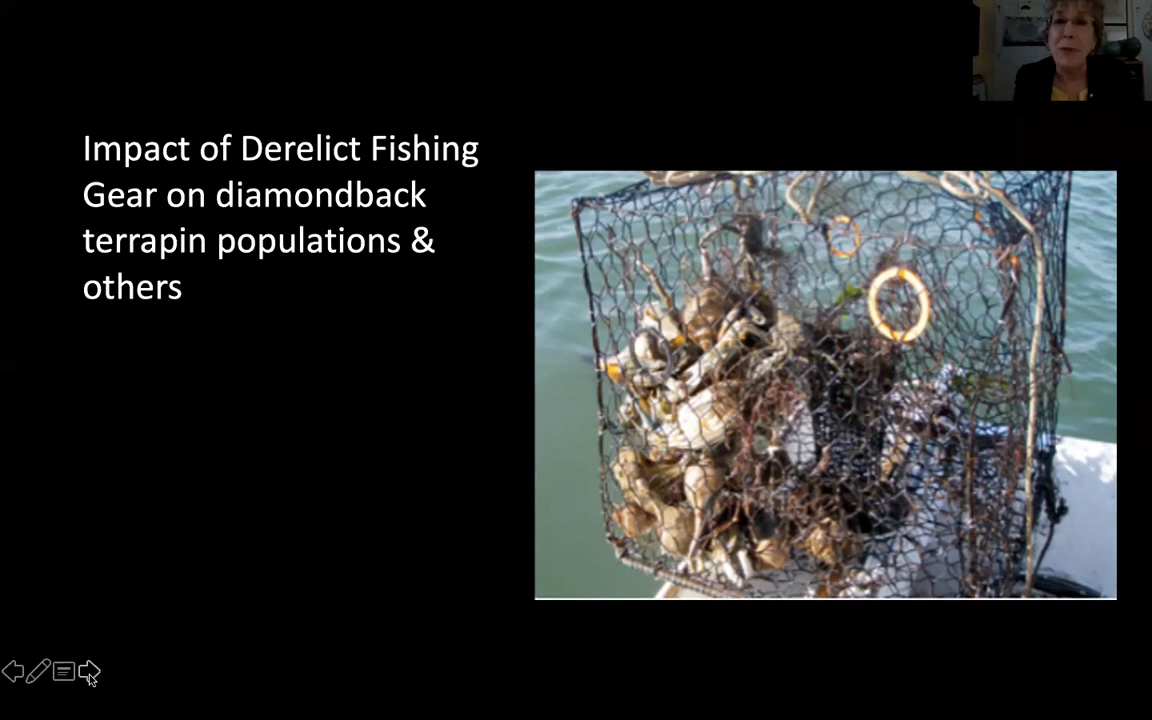 Impact of Derelict Fishing
Gear on diamondback
terrapin populations &
others